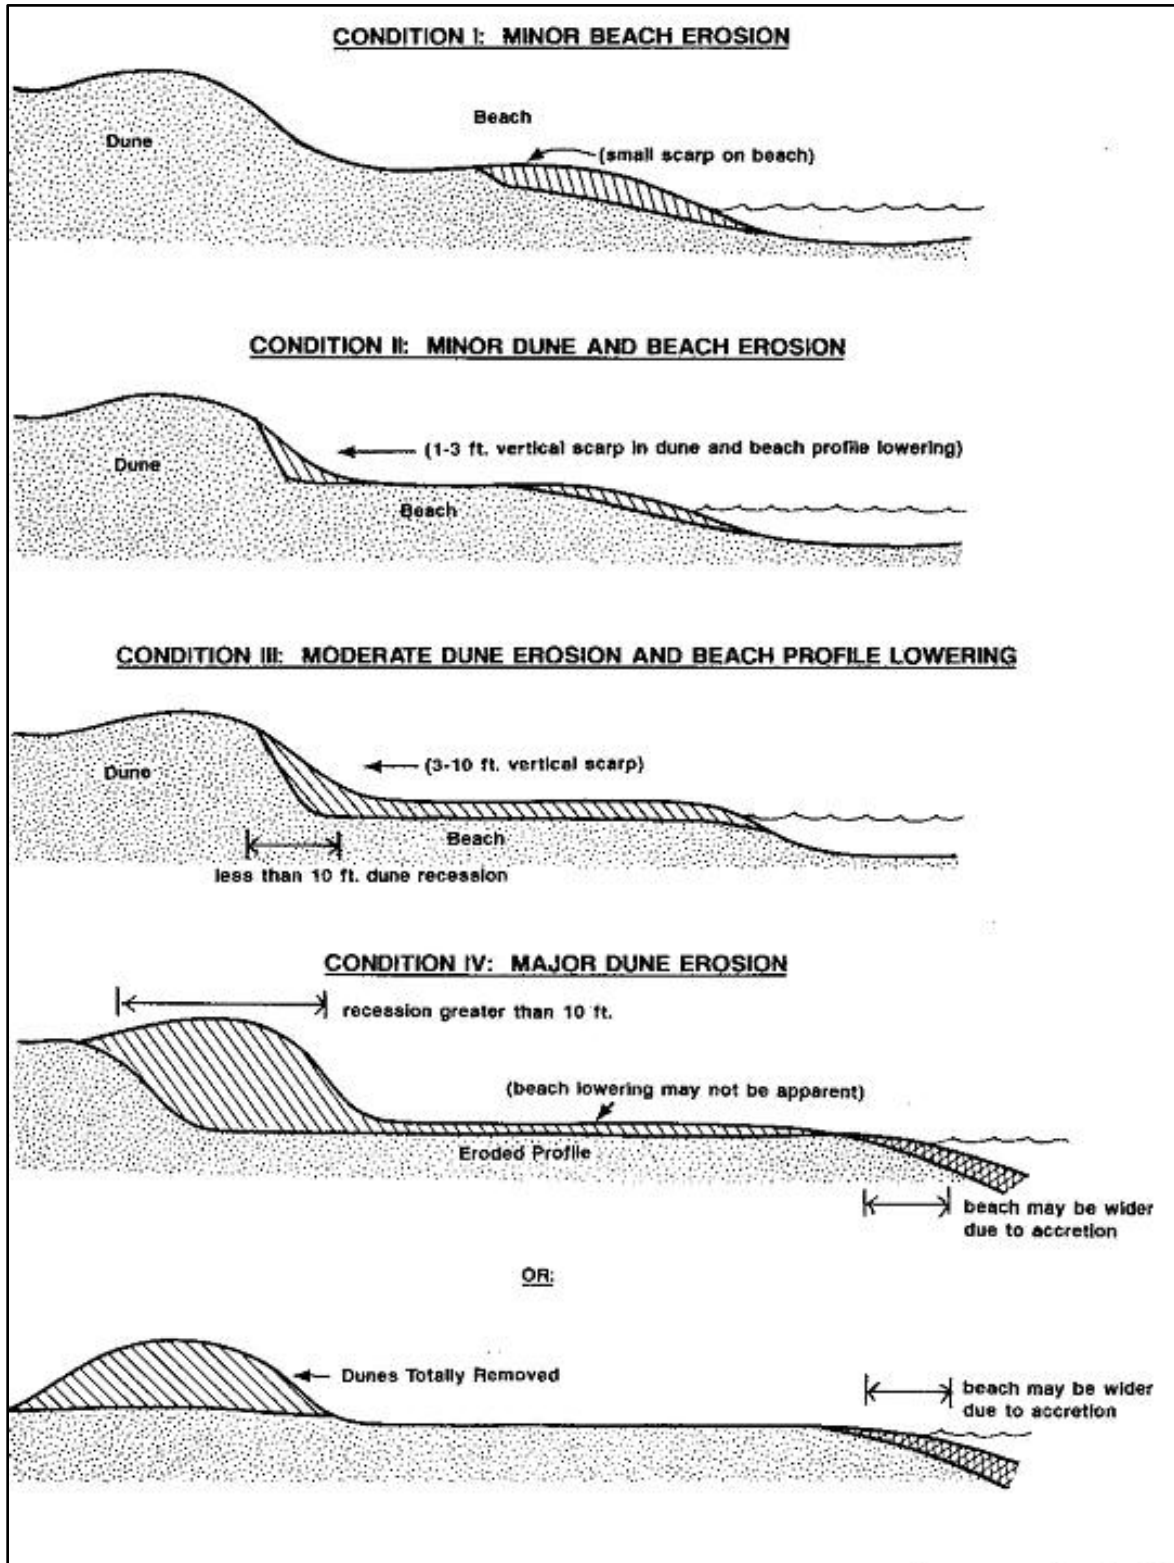 CONDITION I: MINOR BEACH EROSION
Beach
Dune
(small scarp on beach)
CONDITION II: MINOR DUNE AND BEACH EROSION
(1-3 ft. vertical scarp in dune and beach profile lowering)
Dune
Beach
CONDITION III: MODERATE DUNE EROSION AND BEACH PROFILE LOWERING
(3-10 ft. vertical scarp)
Dune
Beach
less than 10 ft. dune recession
CONDITION IV: MAJOR DUNE EROSION
recession greater than 10 ft.
(beach lowering may not be apparent)
Eroded Profile
beach may be wider
due to accretion
OR:
Dunes Totally Removed
beach may be wider
due to accretion